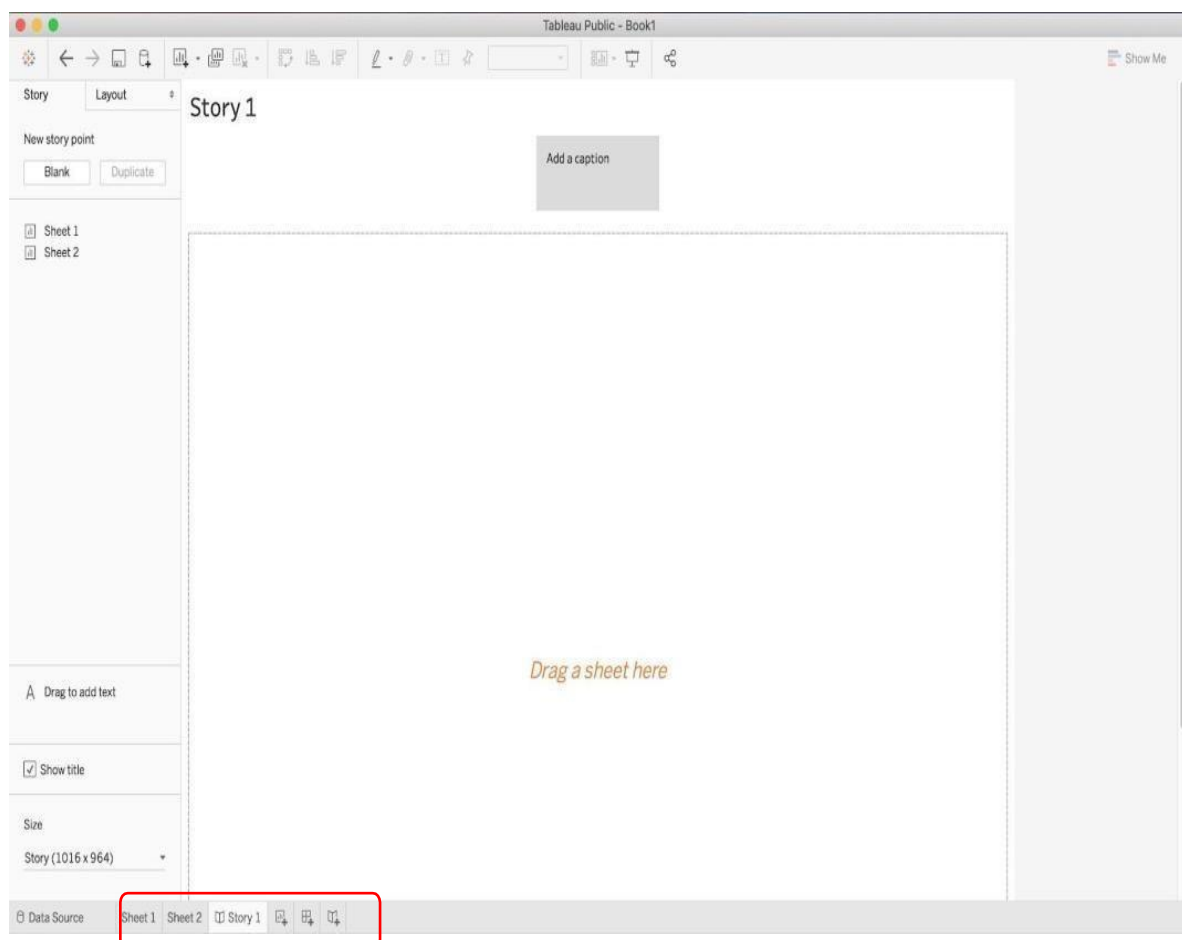 Tableau Public - Book1
Show Me
Story Layout
Story 1
New story point
Blank Duplicate
Add a caption
Sheet 1
Sheet 2
Drag a sheet here
A Drag to add text
Show title
Size
Story (1016 x 964)
Data Source Sheet 1 Sheet 2 Story 1